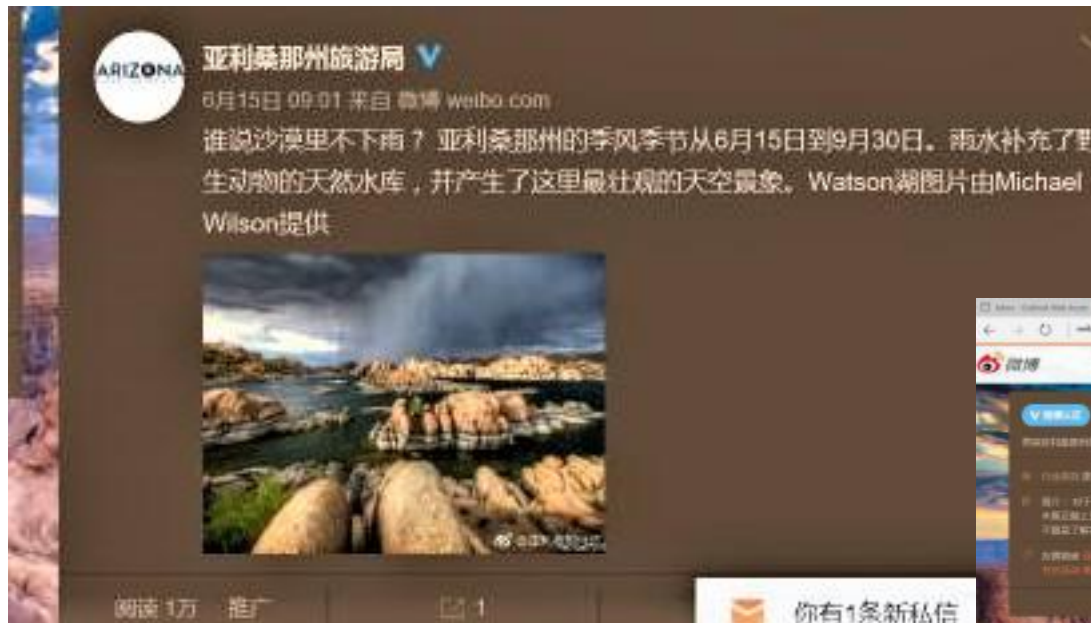 ARIZONA
亚利桑那州旅游局
6月15日 09:01 来自 微博 weibo.com
谁说沙漠里不下雨？ 亚利桑那州的季风季节从6月15日到9月30日。雨水补充了野
生动物的天然水库，并产生了这里最壮观的天空景象。Watson湖图片由Michael
Wilson提供
阅读 1万 推广
1
你有1条新私信
微博